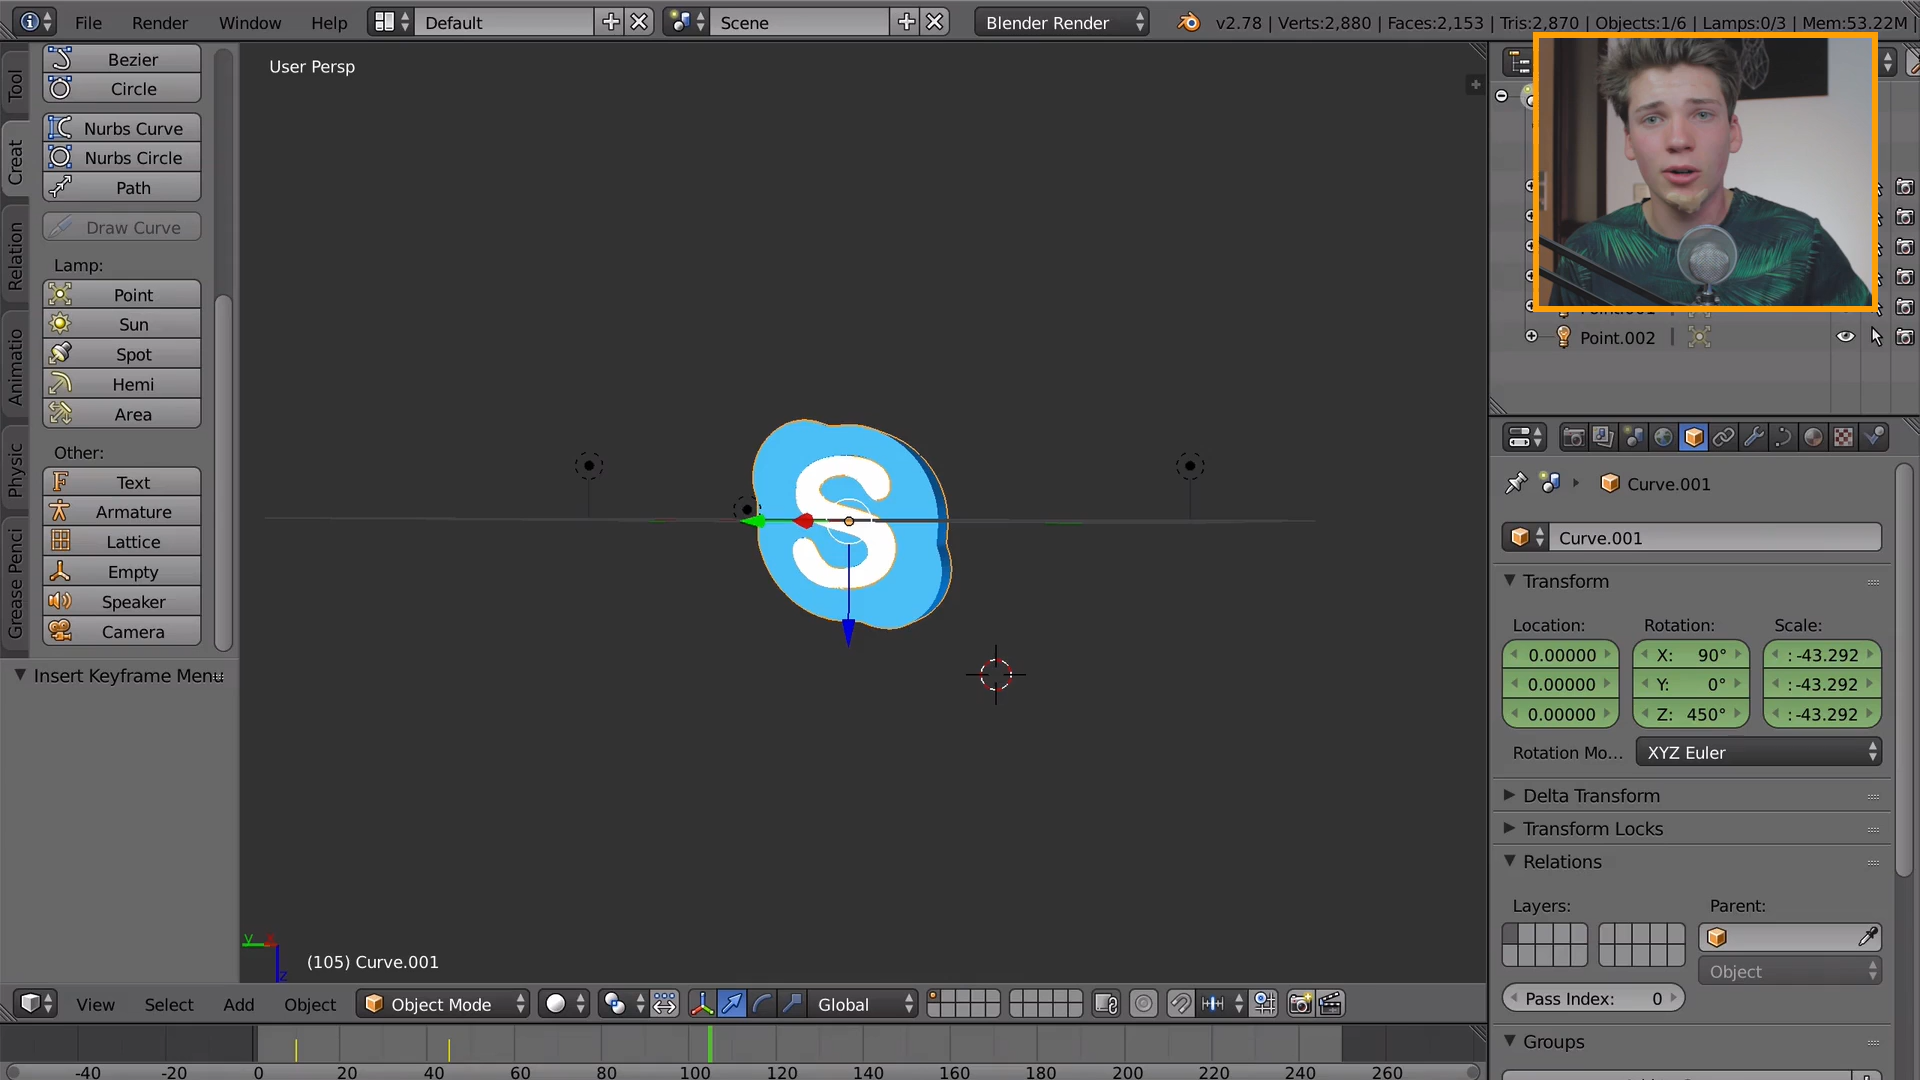 File Render Window Help Default Scene Blender Render v2.78 | Verts:2,880 | Faces:2,153 | Tris:2,870 | Objects:1/6 | Lamps:0/3 | Mem:53.22M |
User Persp
Tool
Creat
Relation
Animatio
Physic
Grease Penci
Bezier
Circle
Nurbs Curve
Nurbs Circle
Path
Draw Curve
Lamp:
Point
Sun
Spot
Hemi
Area
Other:
Text
Armature
Lattice
Empty
Speaker
Camera
Insert Keyframe Menu
S
Y X
Z
(105) Curve.001
Point.002
Curve.001
Curve.001
Transform
Location: Rotation: Scale:
0.00000 X: 90° : -43.292
0.00000 Y: 0° : -43.292
0.00000 Z: 450° : -43.292
Rotation Mo... XYZ Euler
Delta Transform
Transform Locks
Relations
Layers: Parent:
Object
Pass Index: 0
Groups
View Select Add Object Object Mode Global
-40 -20 0 20 40 60 80 100 120 140 160 180 200 220 240 260